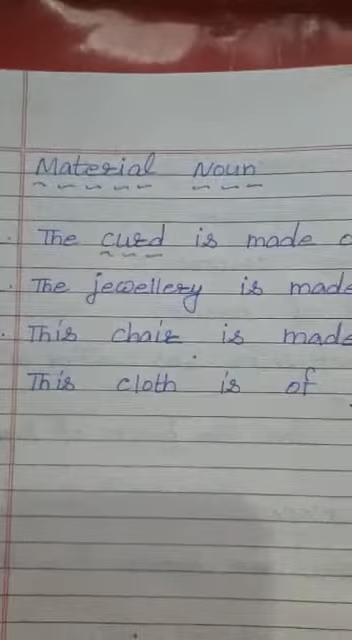 Material Noun
The curd is made
The jewellery is made
This chair is made
This cloth is of